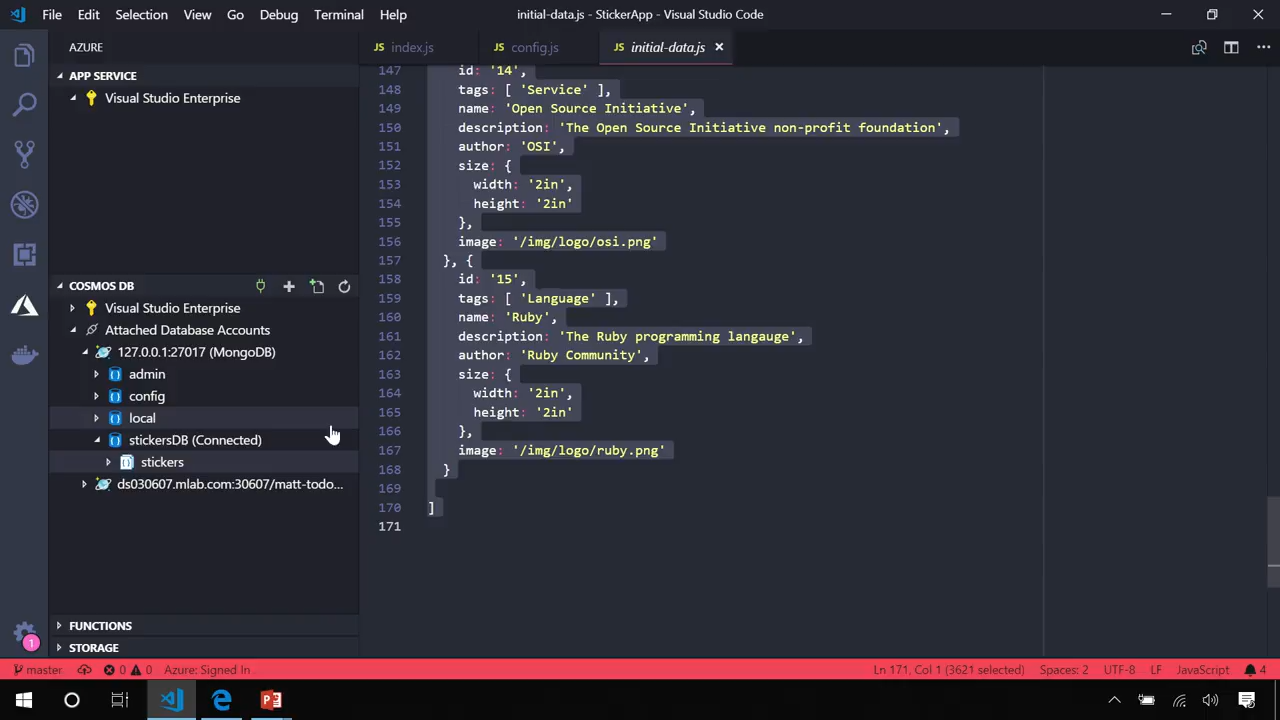 File Edit Selection View Go Debug Terminal Help
initial-data.js - StickerApp - Visual Studio Code
AZURE
JS index.js
JS config.js
JS initial-data.js
APP SERVICE
Visual Studio Enterprise
COSMOS DB
Visual Studio Enterprise
Attached Database Accounts
127.0.0.1:27017 (MongoDB)
admin
config
local
stickersDB (Connected)
stickers
ds030607.mlab.com:30607/matt-todo...
FUNCTIONS
STORAGE
147 id: '14',
148 tags: [ 'Service' ],
149 name: 'Open Source Initiative',
150 description: 'The Open Source Initiative non-profit foundation',
151 author: 'OSI',
152 size: {
153 width: '2in',
154 height: '2in'
155 },
156 image: '/img/logo/osi.png'
157 }, {
158 id: '15',
159 tags: [ 'Language' ],
160 name: 'Ruby',
161 description: 'The Ruby programming langauge',
162 author: 'Ruby Community',
163 size: {
164 width: '2in',
165 height: '2in'
166 },
167 image: '/img/logo/ruby.png'
168 }
169
170 ]
171
1
master
0 0
Azure: Signed In
Ln 171, Col 1 (3621 selected)
Spaces: 2
UTF-8
LF
JavaScript
4